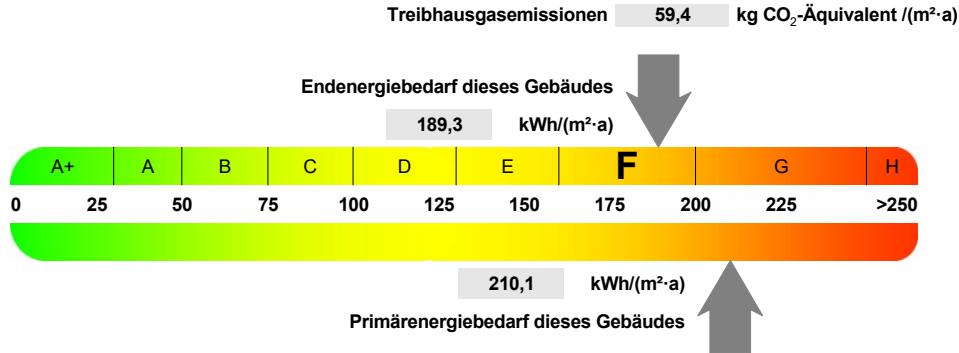 Treibhausgasemissionen 59,4 kg CO₂-Äquivalent /(m²·a)
Endenergiebedarf dieses Gebäudes
189,3 kWh/(m²·a)
A+ A B C D E F G H
0 25 50 75 100 125 150 175 200 225 >250
210,1 kWh/(m²·a)
Primärenergiebedarf dieses Gebäudes